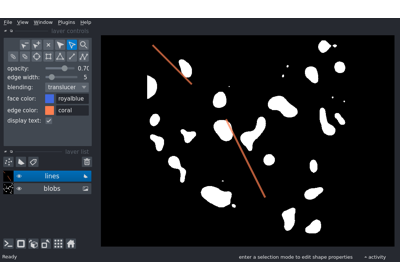 File View Window Plugins Help
layer controls
opacity: 0.70
edge width: 5
blending: translucent
face color: royalblue
edge color: coral
display text:
layer list
lines
blobs
Ready
enter a selection mode to edit shape properties
activity